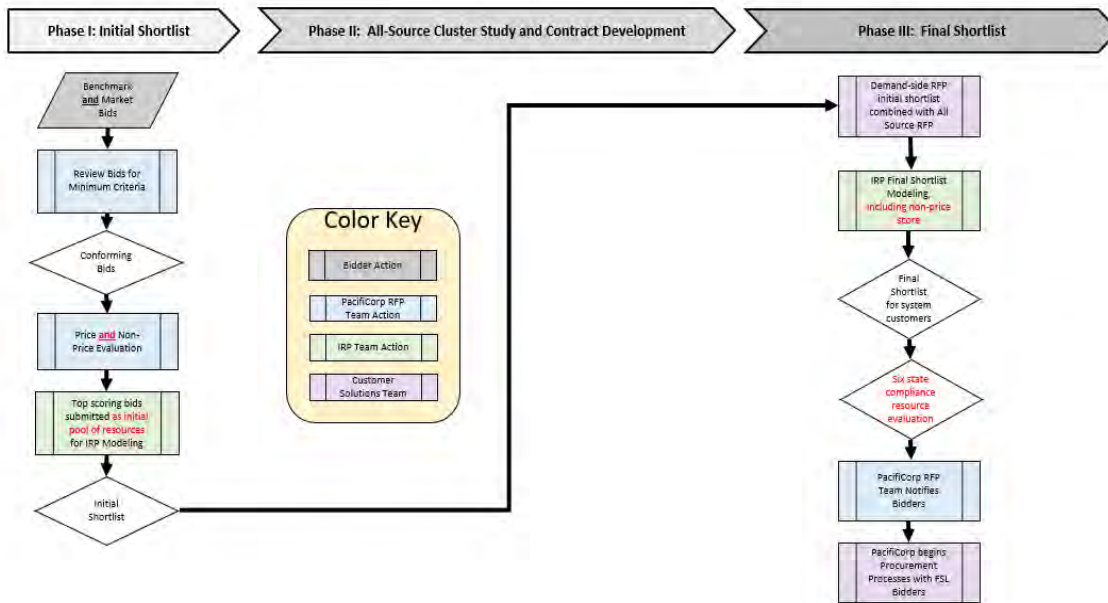 Phase I: Initial Shortlist
Phase II: All-Source Cluster Study and Contract Development
Phase III: Final Shortlist
Benchmark
and Market
Bids
Review Bids for
Minimum Criteria
Conforming
Bids
Price and Non-
Price Evaluation
Top scoring bids
submitted as initial
pool of resources
for IRP Modeling
Initial
Shortlist
Color Key
Bidder Action
PacifiCorp RFP
Team Action
IRP Team Action
Customer
Solutions Team
Demand-side RFP
initial shortlist
combined with All
Source RFP
IRP Final Shortlist
Modeling,
including non-price
score
Final
Shortlist
for system
customers
Six state
compliance
resource
evaluation
PacifiCorp RFP
Team Notifies
Bidders
PacifiCorp begins
Procurement
Processes with FSL
Bidders